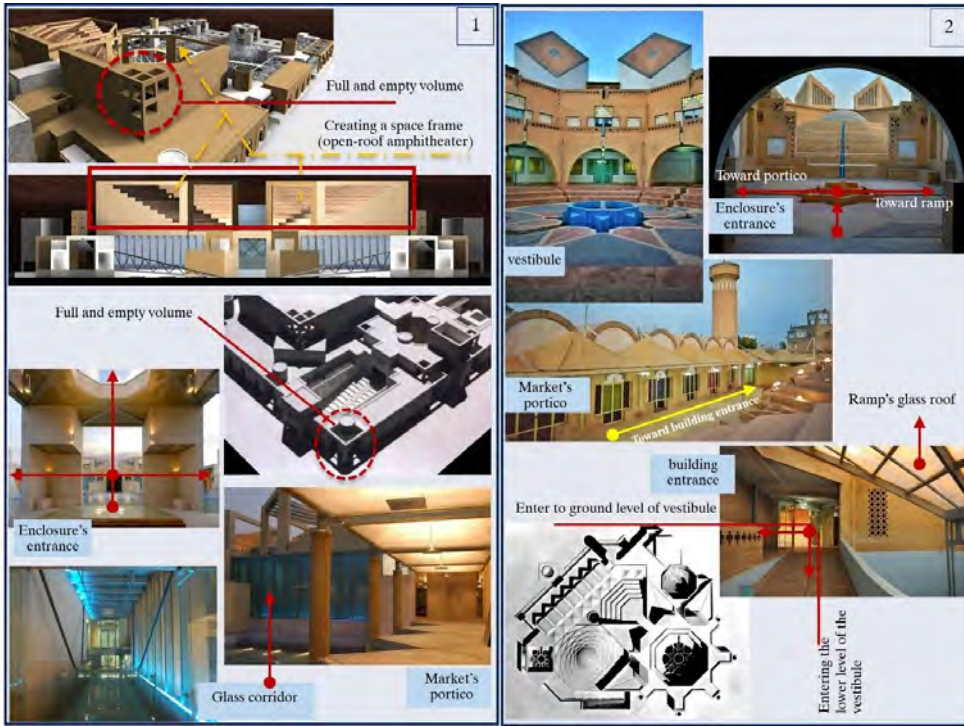 1
Full and empty volume
Creating a space frame
(open-roof amphitheater)
Full and empty volume
Enclosure's
entrance
Glass corridor
Market's
portico
2
vestibule
Toward portico
Toward ramp
Enclosure's
entrance
Market's
portico
Toward building entrance
Ramp's glass roof
building
entrance
Enter to ground level of vestibule
Entering the
lower level of the
vestibule